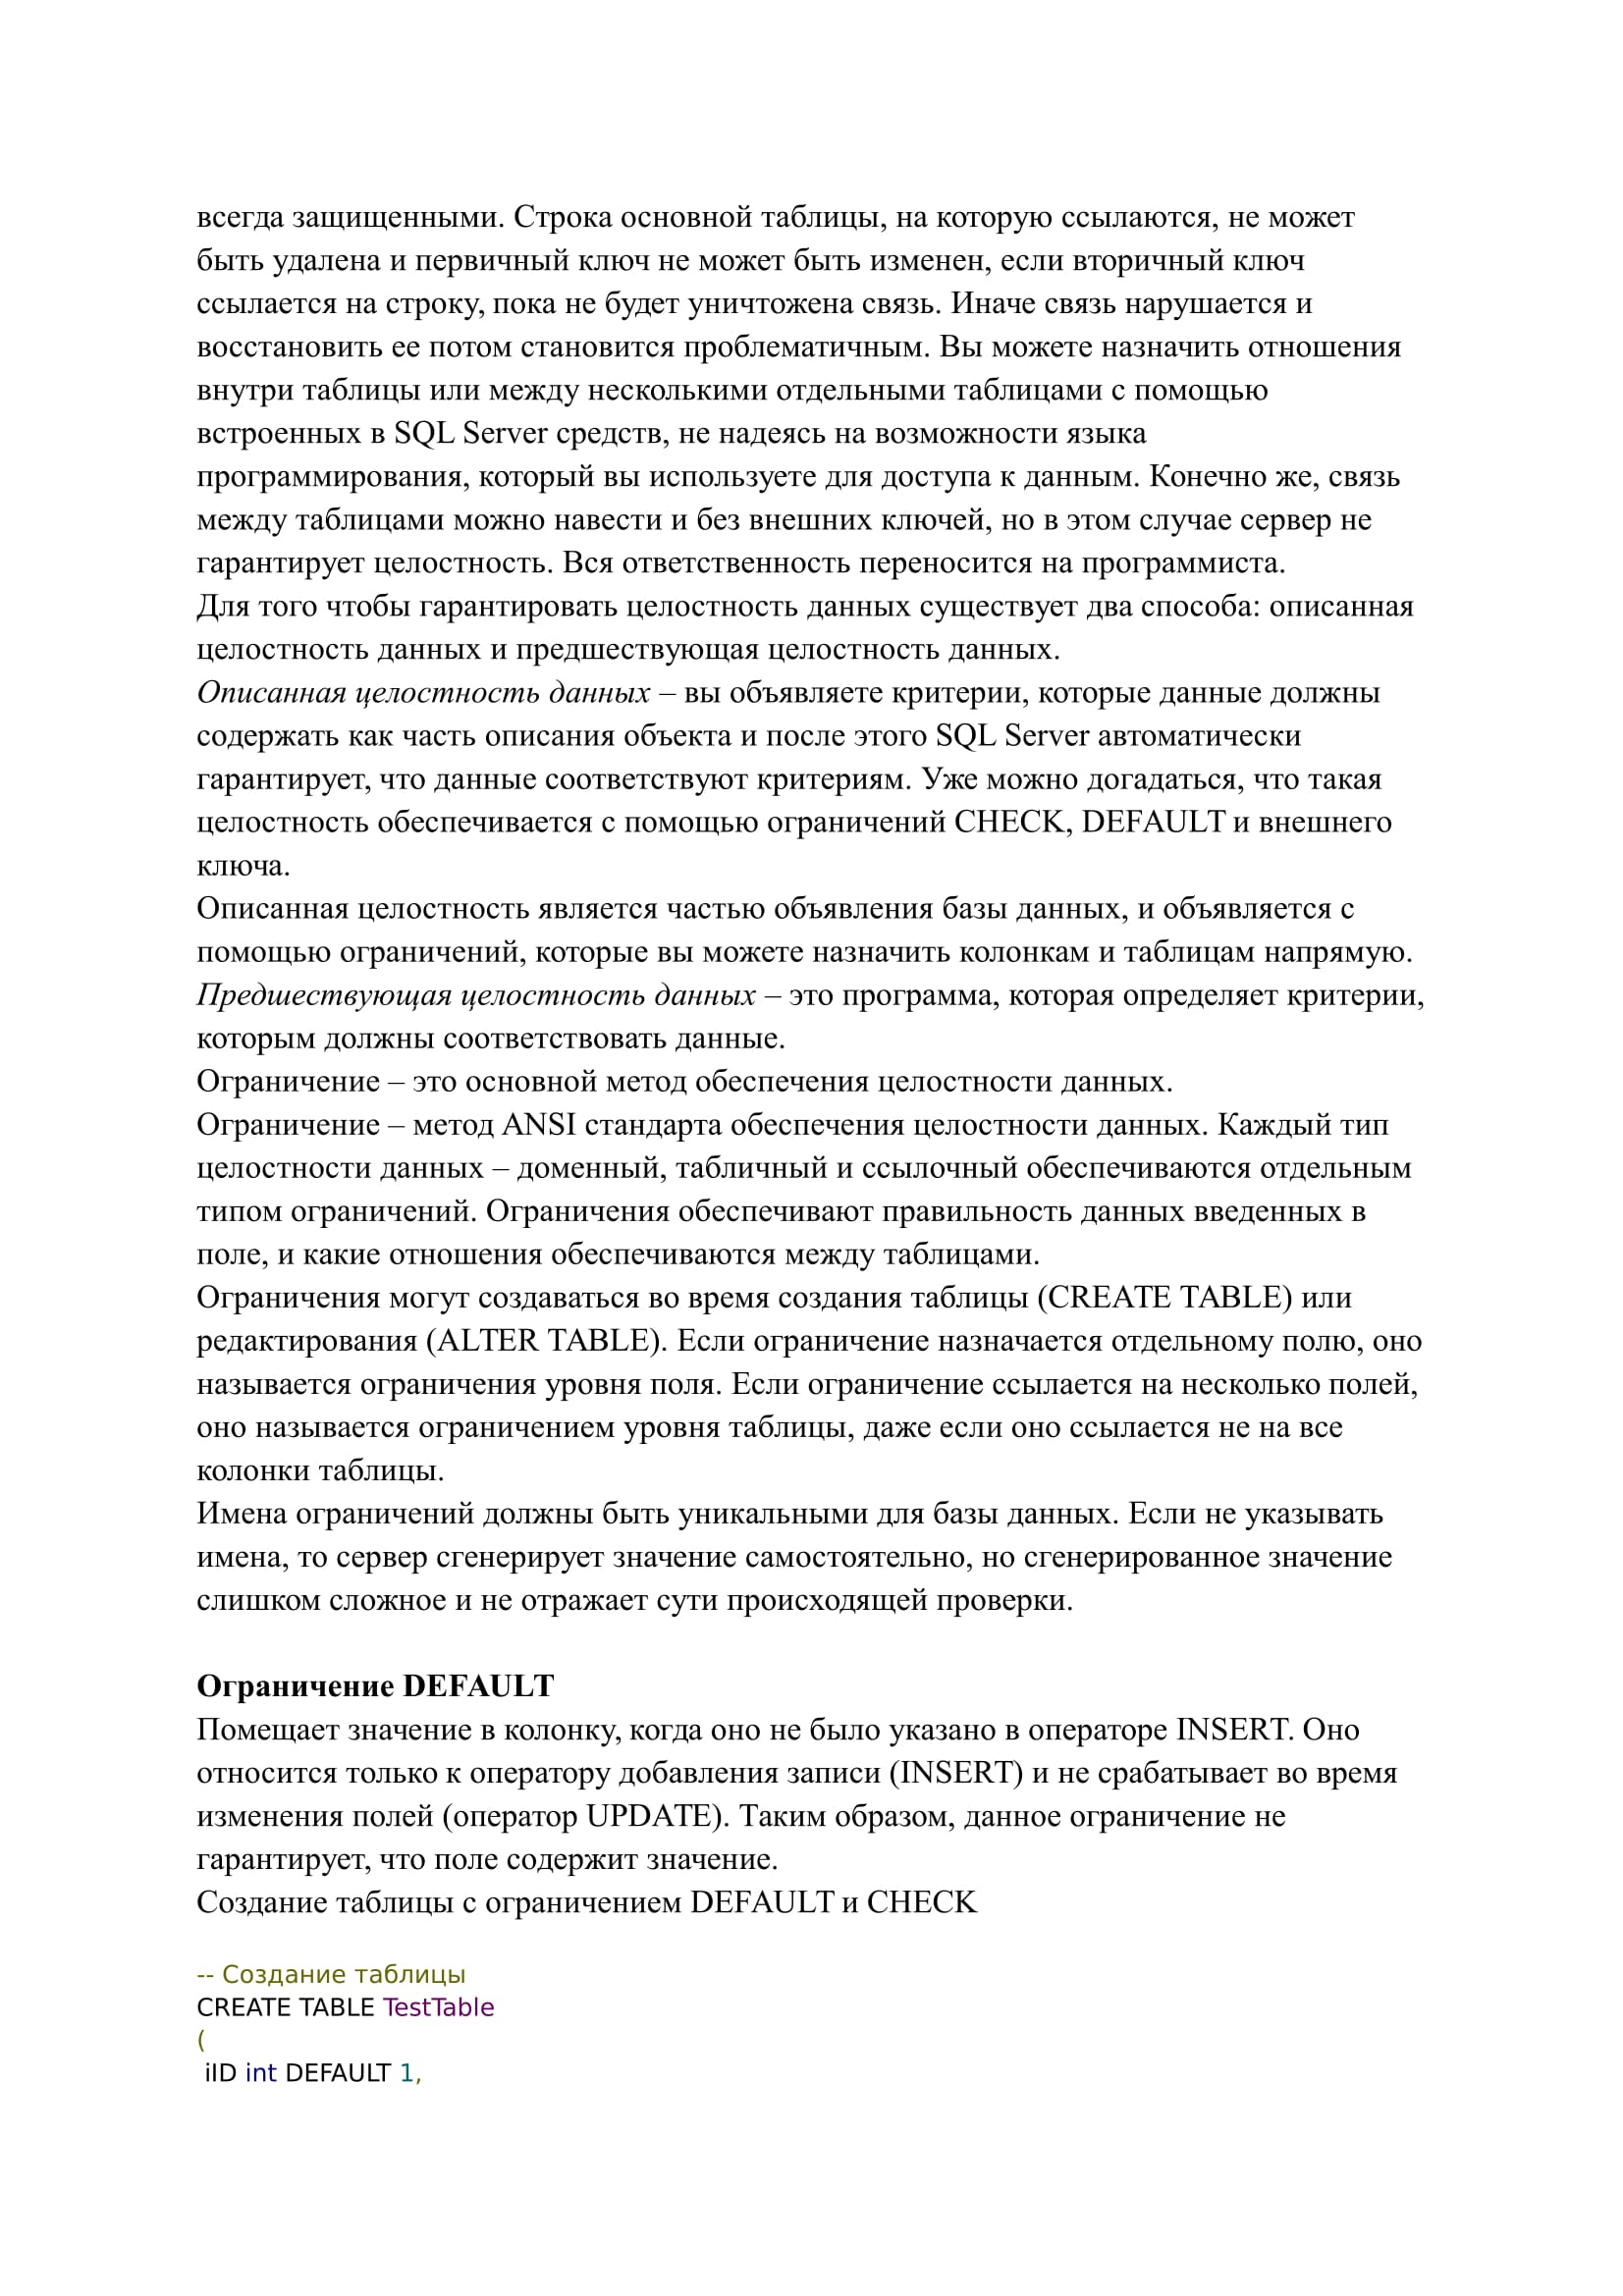 всегда защищенными. Строка основной таблицы, на которую ссылаются, не может
быть удалена и первичный ключ не может быть изменен, если вторичный ключ
ссылается на строку, пока не будет уничтожена связь. Иначе связь нарушается и
восстановить ее потом становится проблематичным. Вы можете назначить отношения
внутри таблицы или между несколькими отдельными таблицами с помощью
встроенных в SQL Server средств, не надеясь на возможности языка
программирования, который вы используете для доступа к данным. Конечно же, связь
между таблицами можно навести и без внешних ключей, но в этом случае сервер не
гарантирует целостность. Вся ответственность переносится на программиста.
Для того чтобы гарантировать целостность данных существует два способа: описанная
целостность данных и предшествующая целостность данных.
Описанная целостность данных – вы объявляете критерии, которые данные должны
содержать как часть описания объекта и после этого SQL Server автоматически
гарантирует, что данные соответствуют критериям. Уже можно догадаться, что такая
целостность обеспечивается с помощью ограничений CHECK, DEFAULT и внешнего
ключа.
Описанная целостность является частью объявления базы данных, и объявляется с
помощью ограничений, которые вы можете назначить колонкам и таблицам напрямую.
Предшествующая целостность данных – это программа, которая определяет критерии,
которым должны соответствовать данные.
Ограничение – это основной метод обеспечения целостности данных.
Ограничение – метод ANSI стандарта обеспечения целостности данных. Каждый тип
целостности данных – доменный, табличный и ссылочный обеспечиваются отдельным
типом ограничений. Ограничения обеспечивают правильность данных введенных в
поле, и какие отношения обеспечиваются между таблицами.
Ограничения могут создаваться во время создания таблицы (CREATE TABLE) или
редактирования (ALTER TABLE). Если ограничение назначается отдельному полю, оно
называется ограничения уровня поля. Если ограничение ссылается на несколько полей,
оно называется ограничением уровня таблицы, даже если оно ссылается не на все
колонки таблицы.
Имена ограничений должны быть уникальными для базы данных. Если не указывать
имена, то сервер сгенерирует значение самостоятельно, но сгенерированное значение
слишком сложное и не отражает сути происходящей проверки.
Ограничение DEFAULT
Помещает значение в колонку, когда оно не было указано в операторе INSERT. Оно
относится только к оператору добавления записи (INSERT) и не срабатывает во время
изменения полей (оператор UPDATE). Таким образом, данное ограничение не
гарантирует, что поле содержит значение.
Создание таблицы с ограничением DEFAULT и CHECK
-- Создание таблицы
CREATE TABLE TestTable
(
iID int DEFAULT 1,